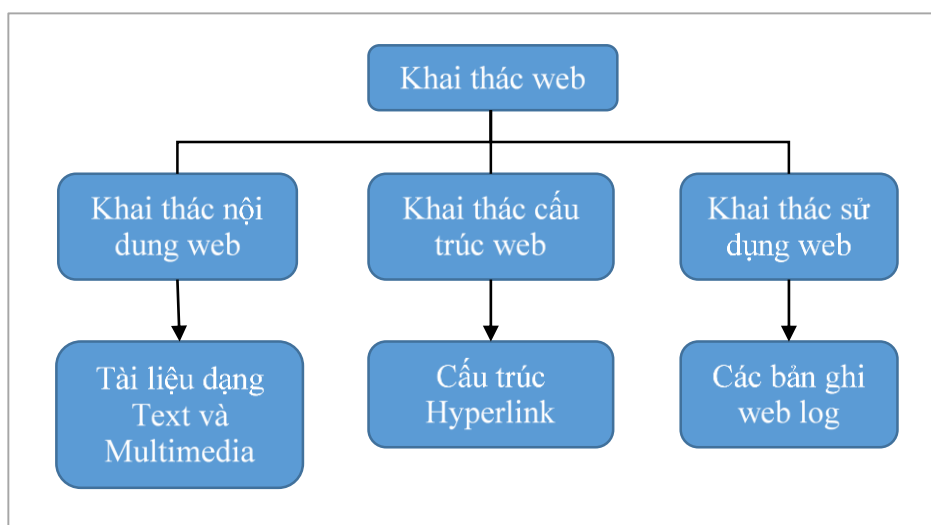 Khai thác web
Khai thác nội
dung web
Khai thác cấu
trúc web
Khai thác sử
dụng web
Tài liệu dạng
Text và
Multimedia
Cấu trúc
Hyperlink
Các bản ghi
web log